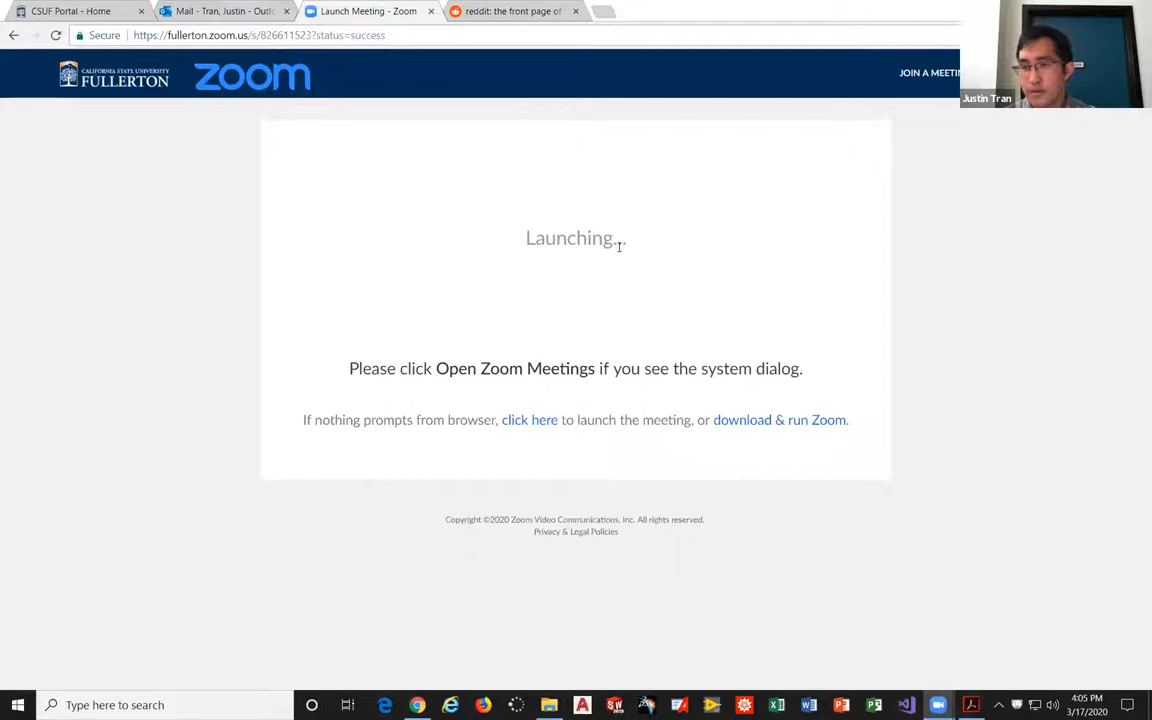 CSUF Portal - Home
Mail - Tran, Justin - Outlo
Launch Meeting - Zoom
reddit: the front page of
Secure
https://fullerton.zoom.us/s/826611523?status=success
CALIFORNIA STATE UNIVERSITY
FULLERTON
zoom
JOIN A MEETIN
Justin Tran
Launching...
Please click Open Zoom Meetings if you see the system dialog.
If nothing prompts from browser, click here to launch the meeting, or download & run Zoom.
Copyright ©2020 Zoom Video Communications, Inc. All rights reserved.
Privacy & Legal Policies
Type here to search
4:05 PM
3/17/2020